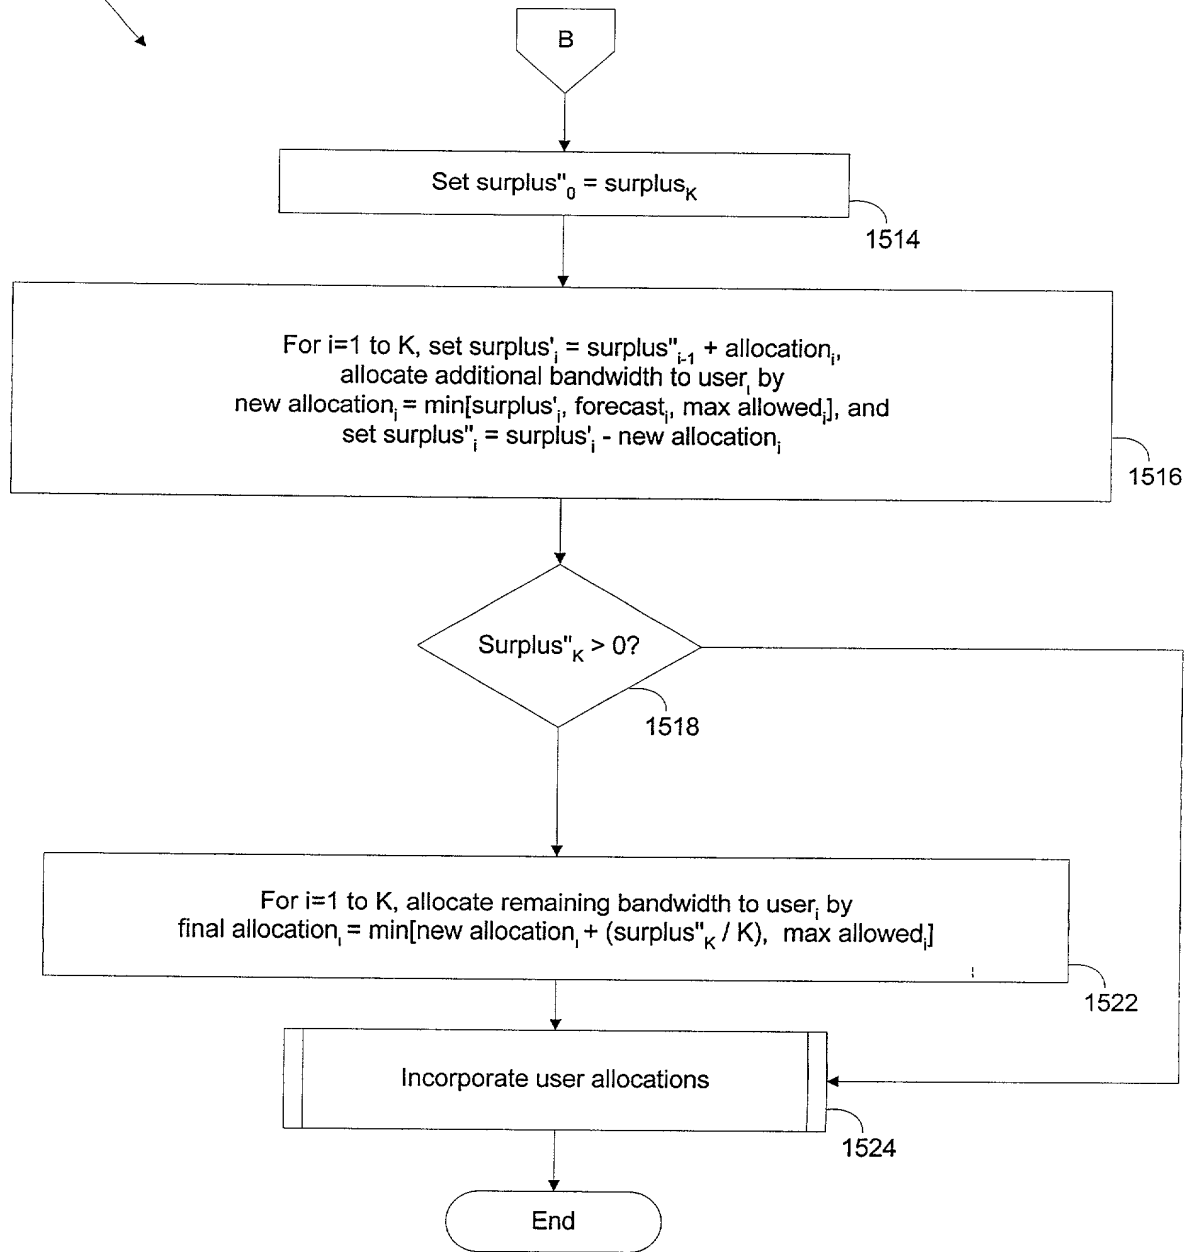 B
Set surplus"₀ = surplus_K
1514
For i=1 to K, set surplus'ᵢ = surplus"ᵢ₋₁ + allocationᵢ,
allocate additional bandwidth to userᵢ by
new allocationᵢ = min[surplus'ᵢ, forecastᵢ, max allowedᵢ], and
set surplus"ᵢ = surplus'ᵢ - new allocationᵢ
1516
Surplus"_K > 0?
1518
For i=1 to K, allocate remaining bandwidth to userᵢ by
final allocationᵢ = min[new allocationᵢ + (surplus"_K / K), max allowedᵢ]
1522
Incorporate user allocations
1524
End